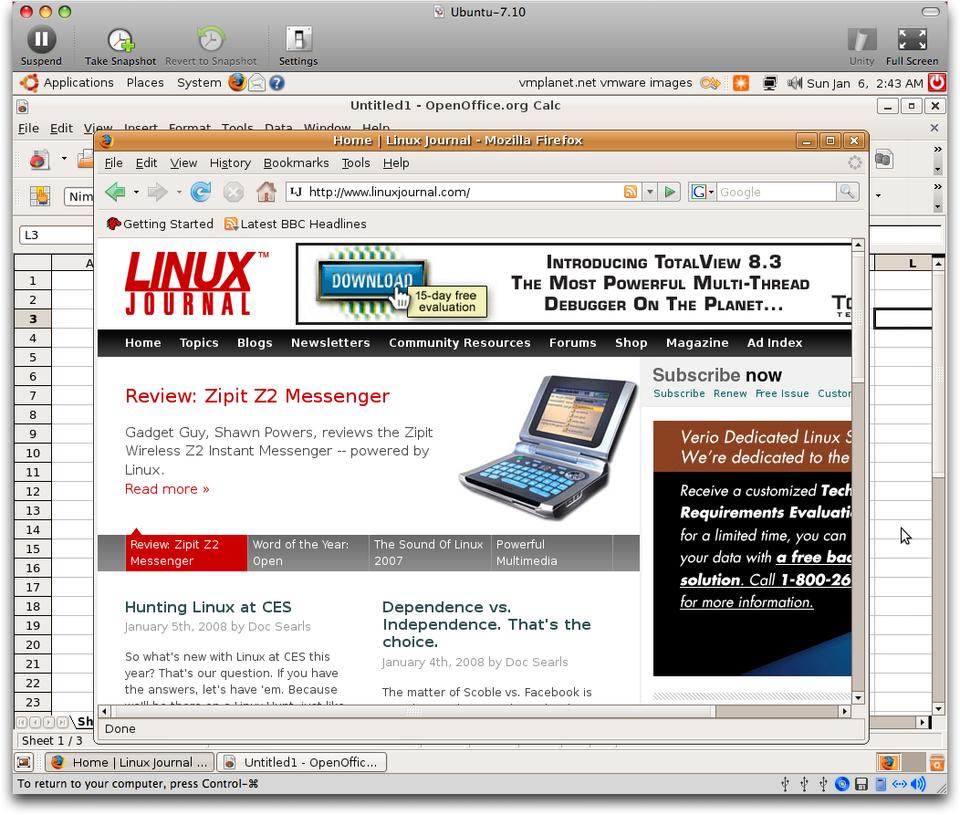 Ubuntu-7.10
Suspend Take Snapshot Revert to Snapshot Settings Unity Full Screen
Applications Places System vmplanet.net vmware images Sun Jan 6, 2:43 AM
Untitled1 - OpenOffice.org Calc
File Edit View Insert Format Tools Data Window Help
Home | Linux Journal - Mozilla Firefox
File Edit View History Bookmarks Tools Help
LJ http://www.linuxjournal.com/ G Google
Nim
Getting Started Latest BBC Headlines
L3
A L
LINUX™
JOURNAL
DOWNLOAD
15-day free
evaluation
Introducing TotalView 8.3
The Most Powerful Multi-Thread
Debugger On The Planet...
Home Topics Blogs Newsletters Community Resources Forums Shop Magazine Ad Index
Subscribe now
Subscribe Renew Free Issue Custor
Review: Zipit Z2 Messenger
Gadget Guy, Shawn Powers, reviews the Zipit
Wireless Z2 Instant Messenger -- powered by
Linux.
Read more »
Verio Dedicated Linux S
We're dedicated to the
Receive a customized Tech
Requirements Evaluati
for a limited time, you can
your data with a free bac
solution. Call 1-800-26
for more information.
Review: Zipit Z2
Messenger
Word of the Year:
Open
The Sound Of Linux
2007
Powerful
Multimedia
Hunting Linux at CES
January 5th, 2008 by Doc Searls
So what's new with Linux at CES this
year? That's our question. If you have
the answers, let's have 'em. Because
Dependence vs.
Independence. That's the
choice.
January 4th, 2008 by Doc Searls
The matter of Scoble vs. Facebook is
1
2
3
4
5
6
7
8
9
10
11
12
13
14
15
16
17
18
19
20
21
22
23
Sh
Done
Sheet 1 / 3
Home | Linux Journal ... Untitled1 - OpenOffic...
To return to your computer, press Control-⌘